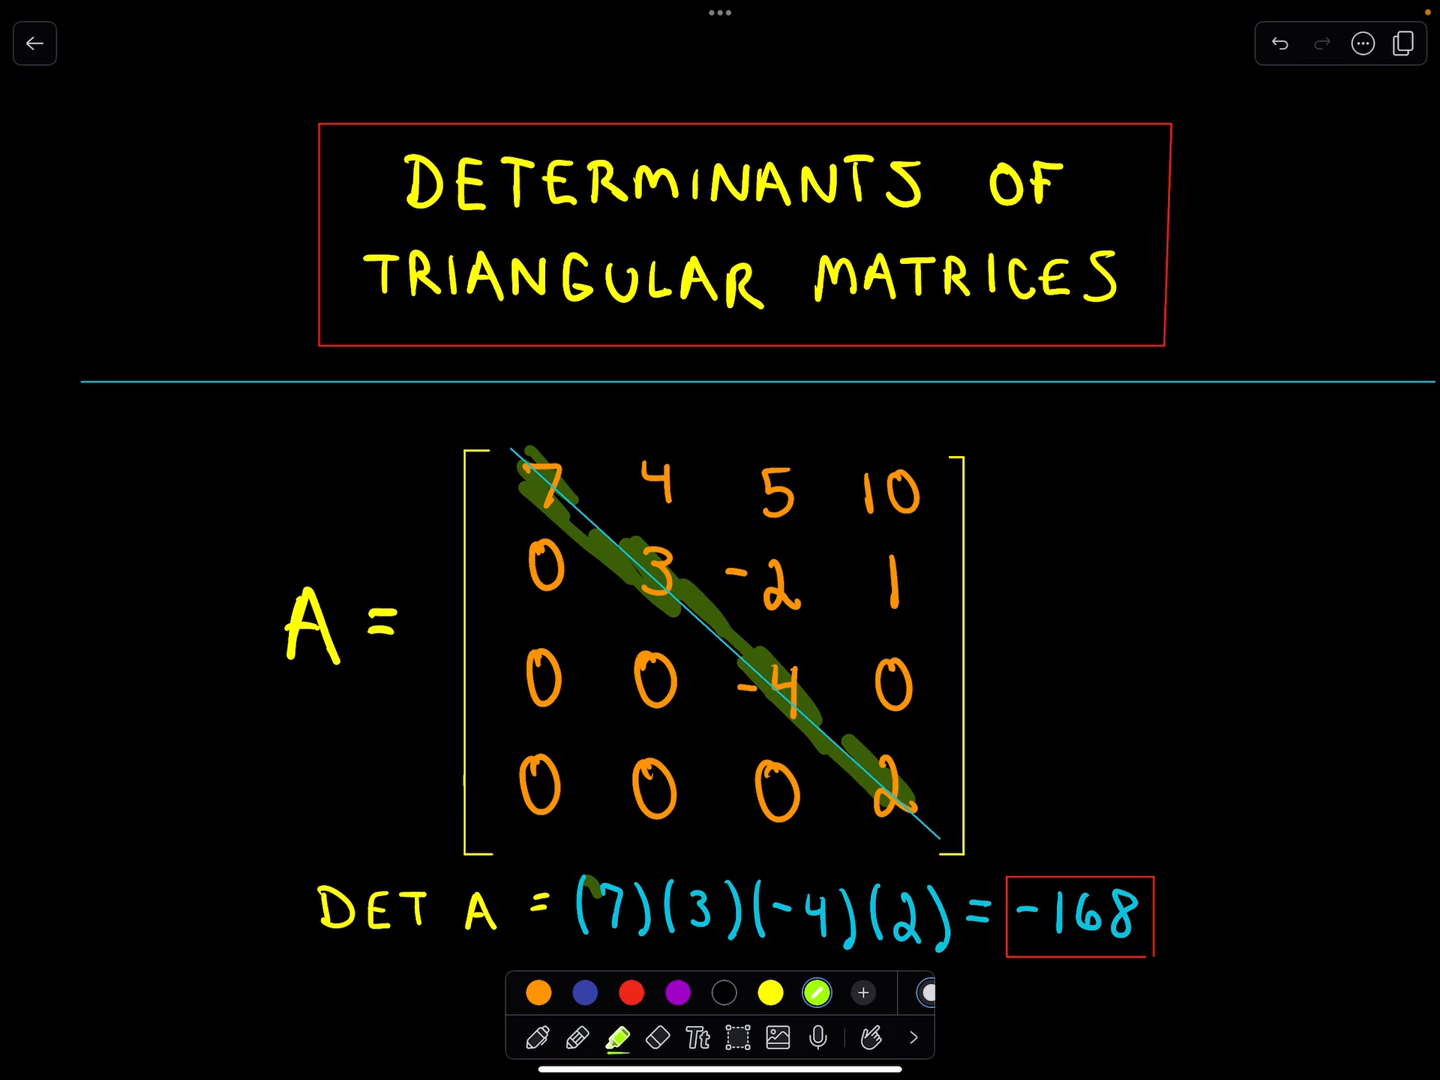 DETERMINANTS OF
TRIANGULAR MATRICES
7 4 5 10
0 3 -2 1
A =
0 0 -4 0
0 0 0 2
DET A = (7)(3)(-4)(2) = -168
Tt